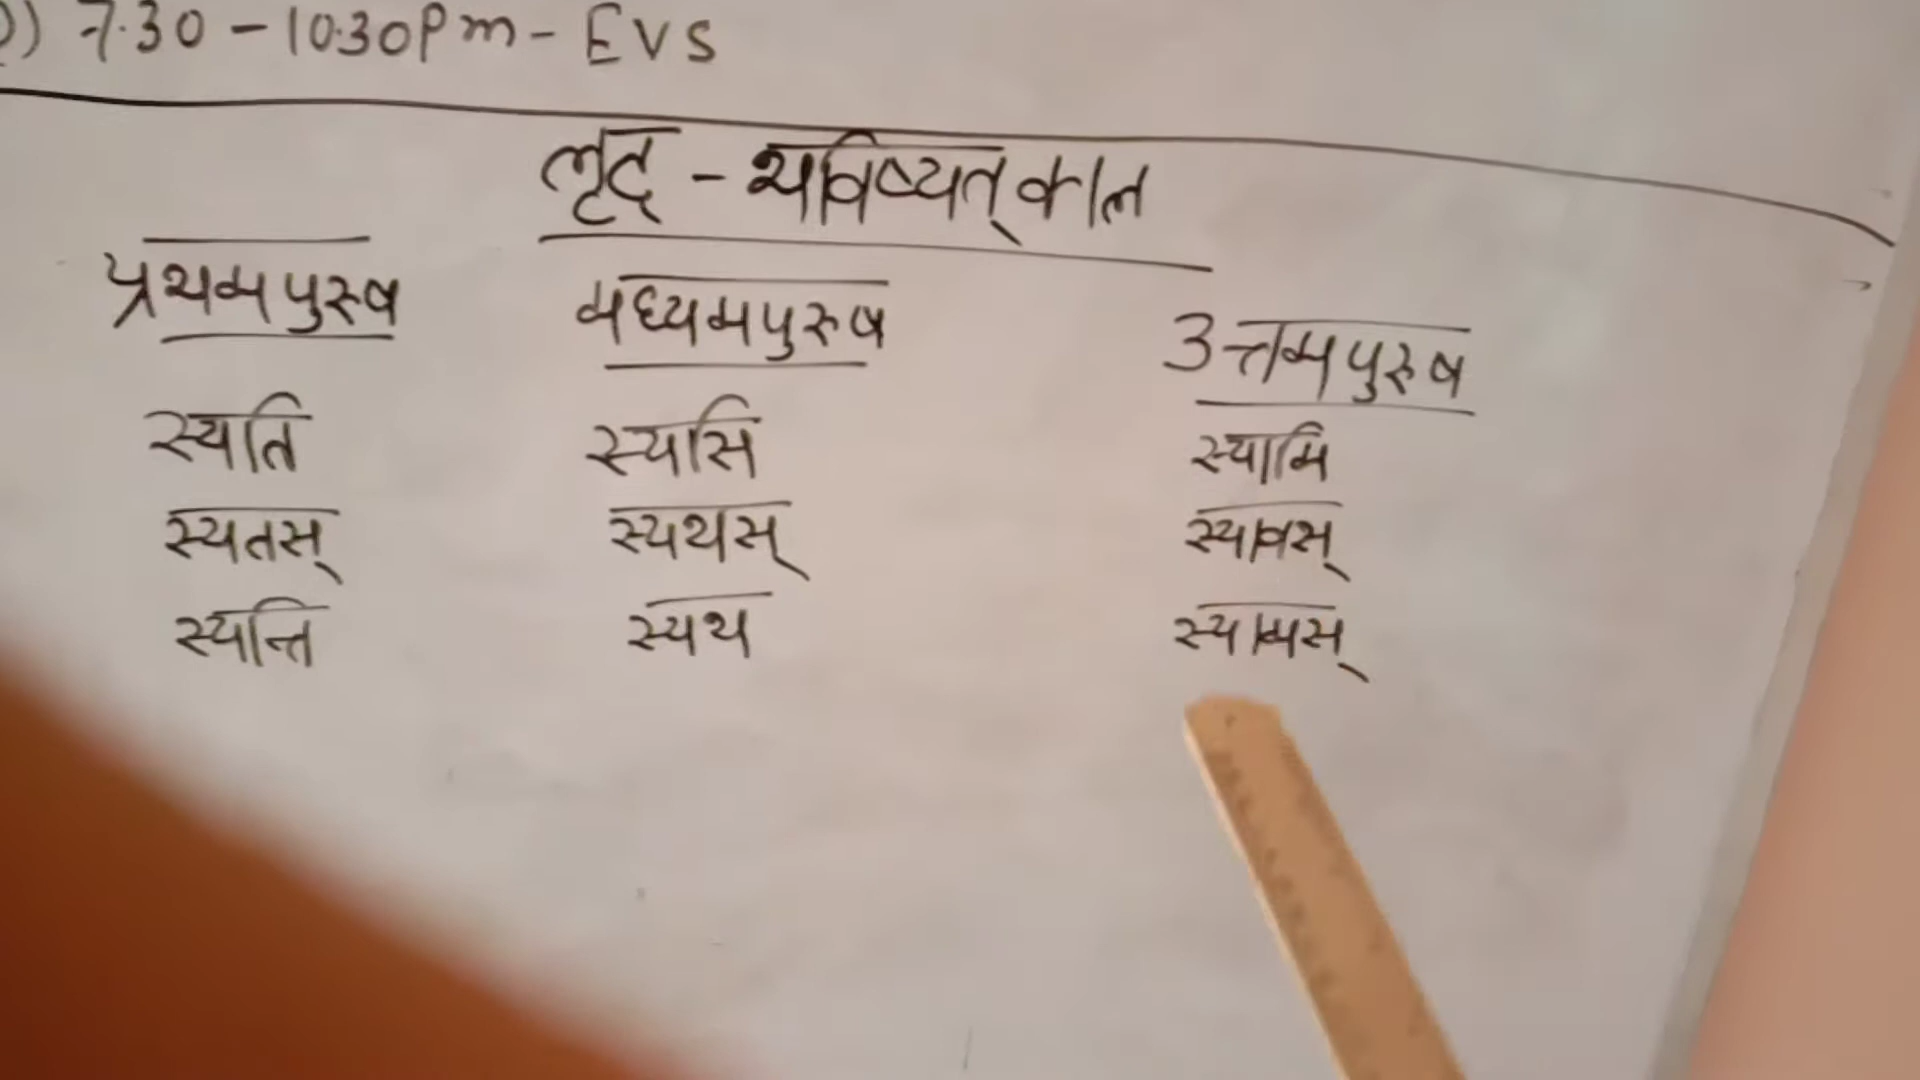 ) 7.30 - 10.30pm - EVS
लृट् - भविष्यत् काल
प्रथमपुरुष मध्यमपुरुष उत्तमपुरुष
स्यति स्यसि स्यामि
स्यतस् स्यथस् स्यावस्
स्यन्ति स्यथ स्यामस्